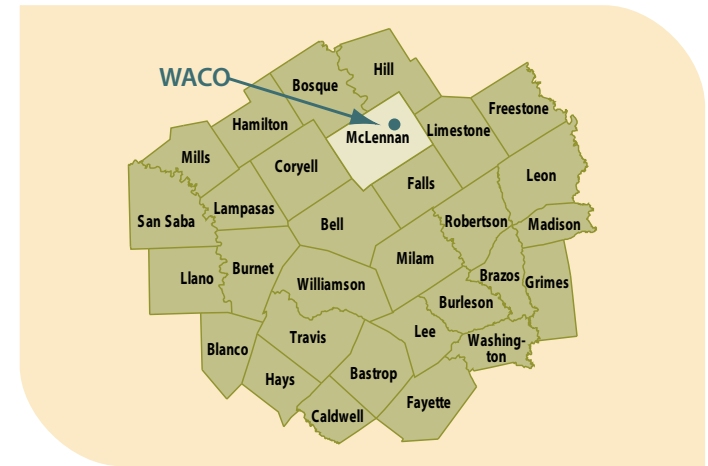 Hill
WACO
Bosque
Freestone
Hamilton
McLennan
Limestone
Mills
Coryell
Leon
Falls
Lampasas
San Saba
Bell
Robertson
Madison
Milam
Burnet
Llano
Williamson
Brazos
Grimes
Burleson
Travis
Lee
Washing-
ton
Blanco
Hays
Bastrop
Fayette
Caldwell